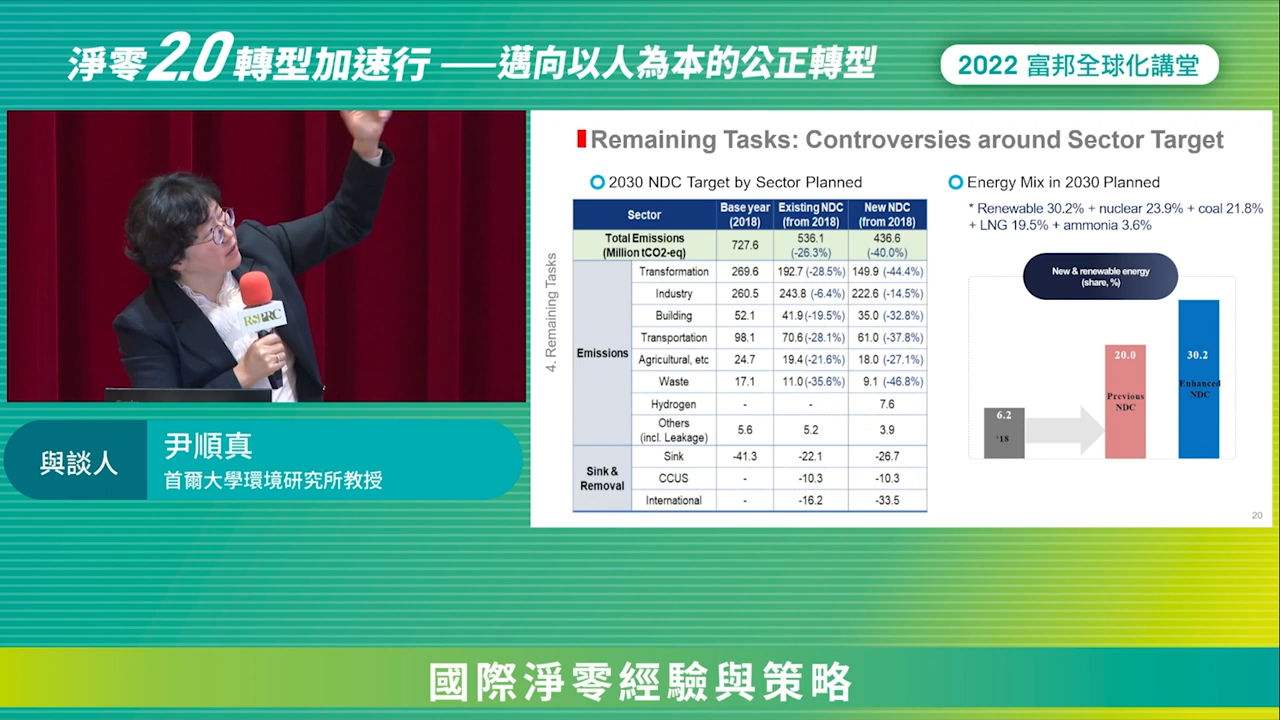 淨零2.0轉型加速行——邁向以人為本的公正轉型
2022 富邦全球化講堂
RSPRC
與談人
尹順真
首爾大學環境研究所教授
Remaining Tasks: Controversies around Sector Target
4. Remaining Tasks
2030 NDC Target by Sector Planned
Sector Base year (2018) Existing NDC (from 2018) New NDC (from 2018)
Total Emissions (Million tCO2-eq) 727.6 536.1 (-26.3%) 436.6 (-40.0%)
Emissions
Transformation 269.6 192.7 (-28.5%) 149.9 (-44.4%)
Industry 260.5 243.8 (-6.4%) 222.6 (-14.5%)
Building 52.1 41.9 (-19.5%) 35.0 (-32.8%)
Transportation 98.1 70.6 (-28.1%) 61.0 (-37.8%)
Agricultural, etc 24.7 19.4 (-21.6%) 18.0 (-27.1%)
Waste 17.1 11.0 (-35.6%) 9.1 (-46.8%)
Hydrogen - - 7.6
Others (incl. Leakage) 5.6 5.2 3.9
Sink & Removal
Sink -41.3 -22.1 -26.7
CCUS - -10.3 -10.3
International - -16.2 -33.5
Energy Mix in 2030 Planned
* Renewable 30.2% + nuclear 23.9% + coal 21.8%
+ LNG 19.5% + ammonia 3.6%
New & renewable energy
(share, %)
6.2
'18
20.0
Previous
NDC
30.2
Enhanced
NDC
20
國際淨零經驗與策略